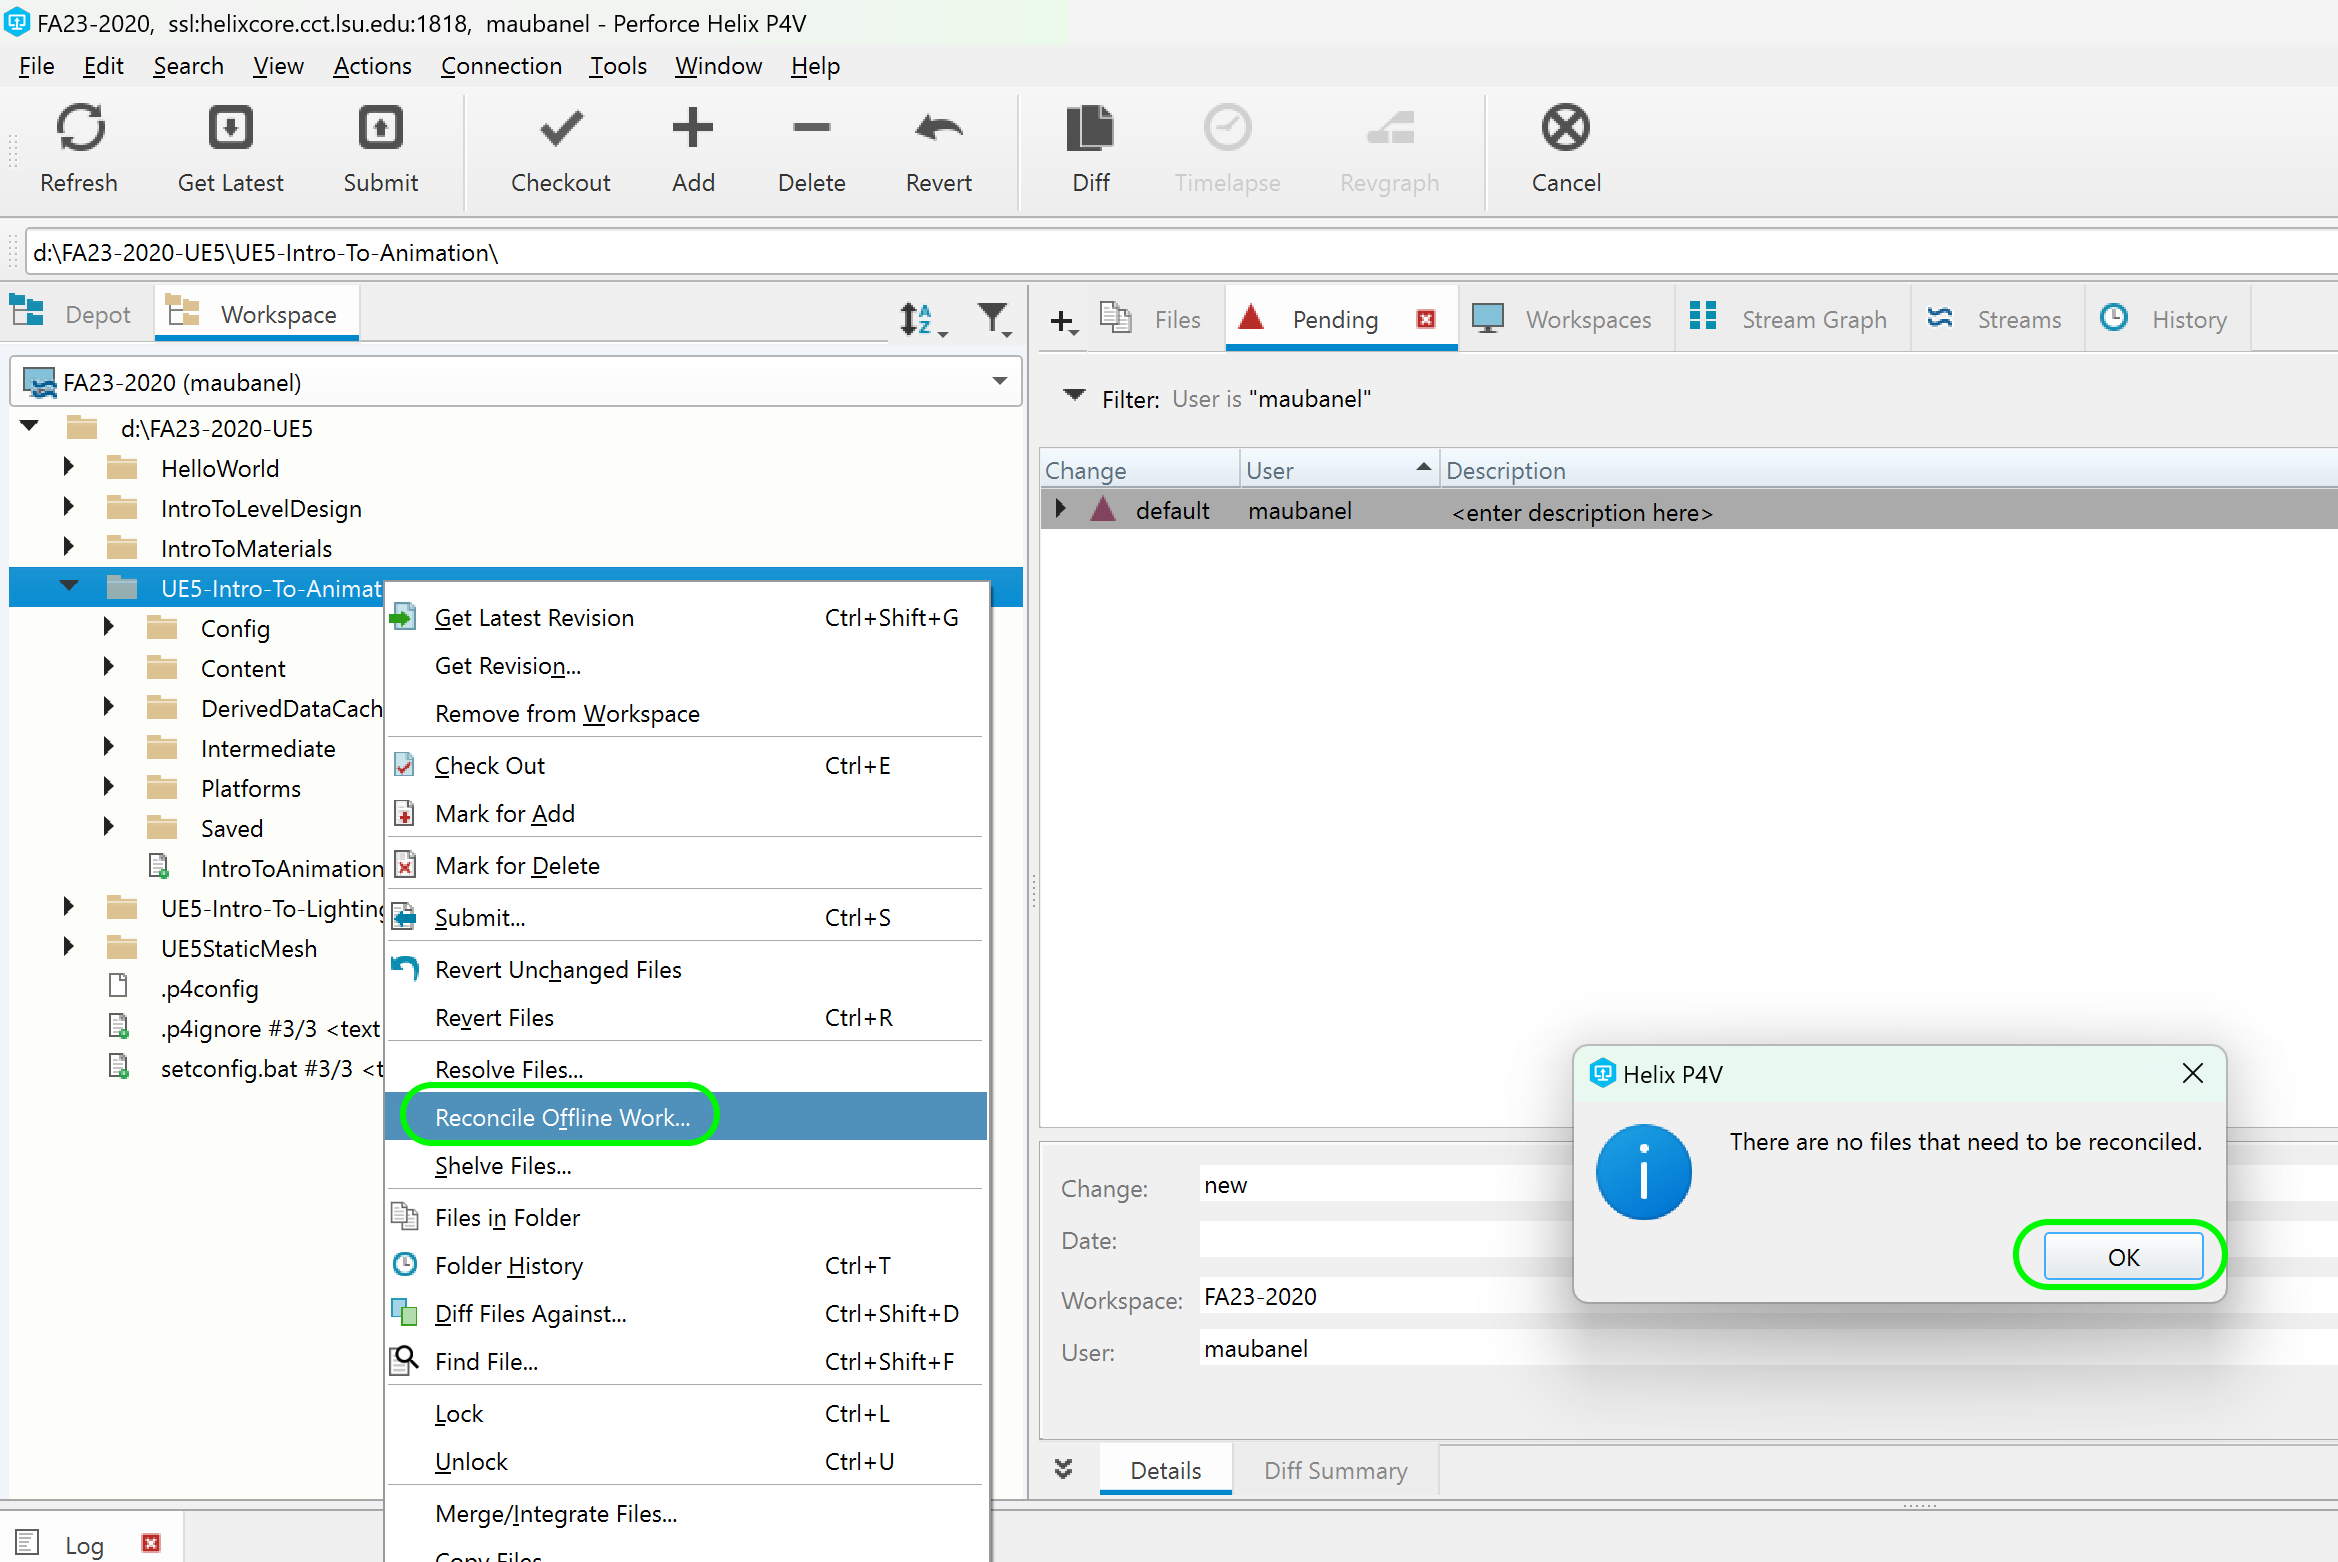 FA23-2020,  ssl:helixcore.cct.lsu.edu:1818,  maubanel - Perforce Helix P4V
File Edit Search View Actions Connection Tools Window Help
Refresh Get Latest Submit Checkout Add Delete Revert Diff Timelapse Revgraph Cancel
d:\FA23-2020-UE5\UE5-Intro-To-Animation\
Depot Workspace
FA23-2020 (maubanel)
d:\FA23-2020-UE5
HelloWorld
IntroToLevelDesign
IntroToMaterials
UE5-Intro-To-Animat
Config
Content
DerivedDataCach
Intermediate
Platforms
Saved
IntroToAnimation
UE5-Intro-To-Lighting
UE5StaticMesh
.p4config
.p4ignore #3/3 <text
setconfig.bat #3/3 <t
Get Latest Revision Ctrl+Shift+G
Get Revision...
Remove from Workspace
Check Out Ctrl+E
Mark for Add
Mark for Delete
Submit... Ctrl+S
Revert Unchanged Files
Revert Files Ctrl+R
Resolve Files...
Reconcile Offline Work...
Shelve Files...
Files in Folder
Folder History Ctrl+T
Diff Files Against... Ctrl+Shift+D
Find File... Ctrl+Shift+F
Lock Ctrl+L
Unlock Ctrl+U
Merge/Integrate Files...
Copy Files
Files Pending Workspaces Stream Graph Streams History
Filter: User is "maubanel"
Change User Description
default maubanel <enter description here>
Change: new
Date:
Workspace: FA23-2020
User: maubanel
Details Diff Summary
Helix P4V
There are no files that need to be reconciled.
OK
Log